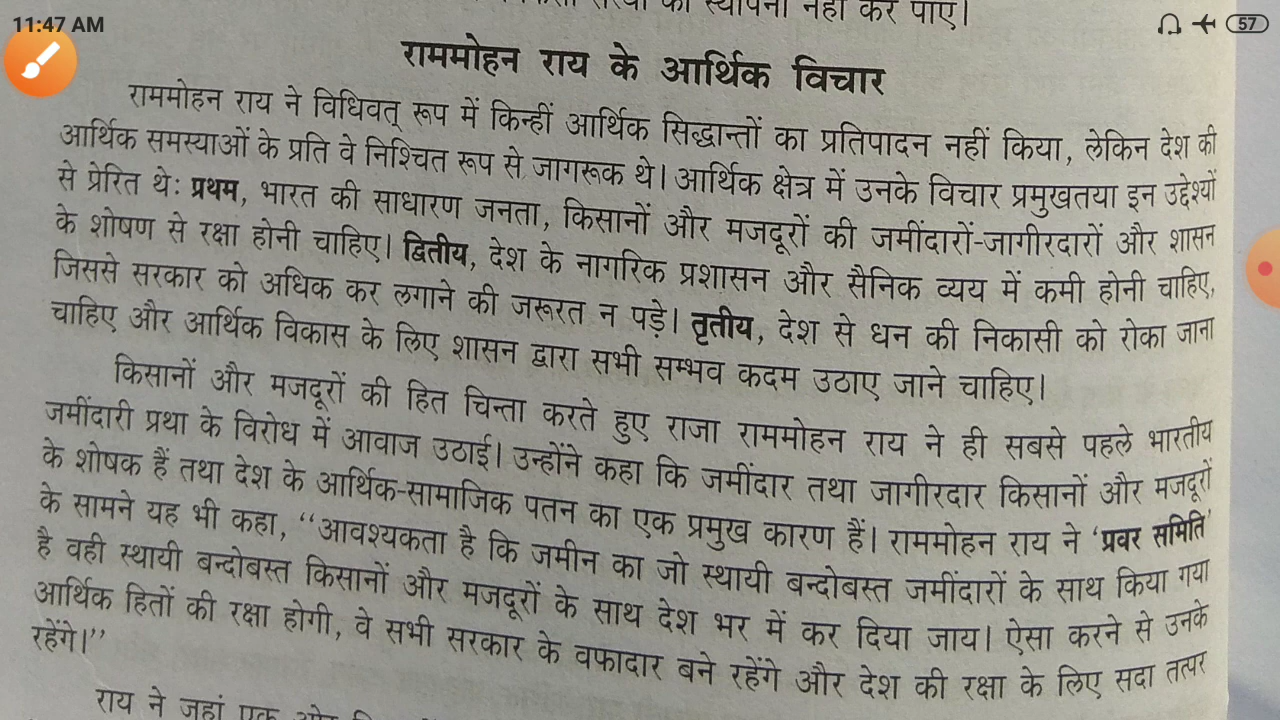 11:47 AM
57
स्थापना नहीं कर पाए।
राममोहन राय के आर्थिक विचार
राममोहन राय ने विधिवत् रूप में किन्हीं आर्थिक सिद्धान्तों का प्रतिपादन नहीं किया, लेकिन देश की
आर्थिक समस्याओं के प्रति वे निश्चित रूप से जागरूक थे। आर्थिक क्षेत्र में उनके विचार प्रमुखतया इन उद्देश्यों
से प्रेरित थे: प्रथम, भारत की साधारण जनता, किसानों और मजदूरों की जमींदारों-जागीरदारों और शासन
के शोषण से रक्षा होनी चाहिए। द्वितीय, देश के नागरिक प्रशासन और सैनिक व्यय में कमी होनी चाहिए,
जिससे सरकार को अधिक कर लगाने की जरूरत न पड़े। तृतीय, देश से धन की निकासी को रोका जाना
चाहिए और आर्थिक विकास के लिए शासन द्वारा सभी सम्भव कदम उठाए जाने चाहिए।
किसानों और मजदूरों की हित चिन्ता करते हुए राजा राममोहन राय ने ही सबसे पहले भारतीय
जमींदारी प्रथा के विरोध में आवाज उठाई। उन्होंने कहा कि जमींदार तथा जागीरदार किसानों और मजदूरों
के शोषक हैं तथा देश के आर्थिक-सामाजिक पतन का एक प्रमुख कारण हैं। राममोहन राय ने ‘प्रवर समिति’
के सामने यह भी कहा, ‘‘आवश्यकता है कि जमीन का जो स्थायी बन्दोबस्त जमींदारों के साथ किया गया
है वही स्थायी बन्दोबस्त किसानों और मजदूरों के साथ देश भर में कर दिया जाय। ऐसा करने से उनके
आर्थिक हितों की रक्षा होगी, वे सभी सरकार के वफादार बने रहेंगे और देश की रक्षा के लिए सदा तत्पर
रहेंगे।’’
राय ने जहां एक ओर